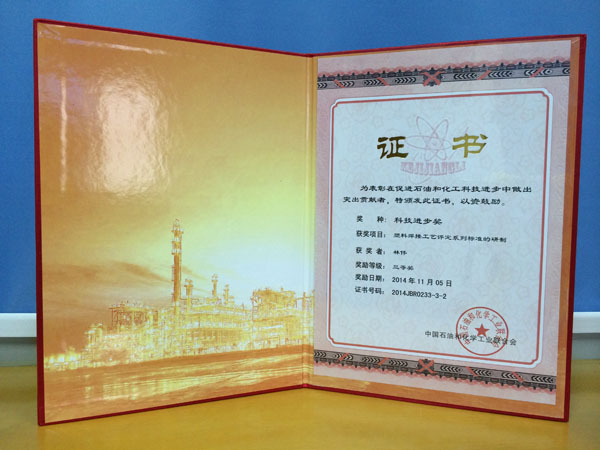 证 书
KEJIJIANGLI
为表彰在促进石油和化工科技进步中做出
突出贡献者，特颁发此证书，以资鼓励。
奖 种：科技进步奖
获奖项目：塑料焊接工艺评定系列标准的研制
获 奖 者：林伟
奖励等级：三等奖
奖励日期：2014年11月05日
证书号码：2014JBR0233-3-2
中国石油和化学工业联合会